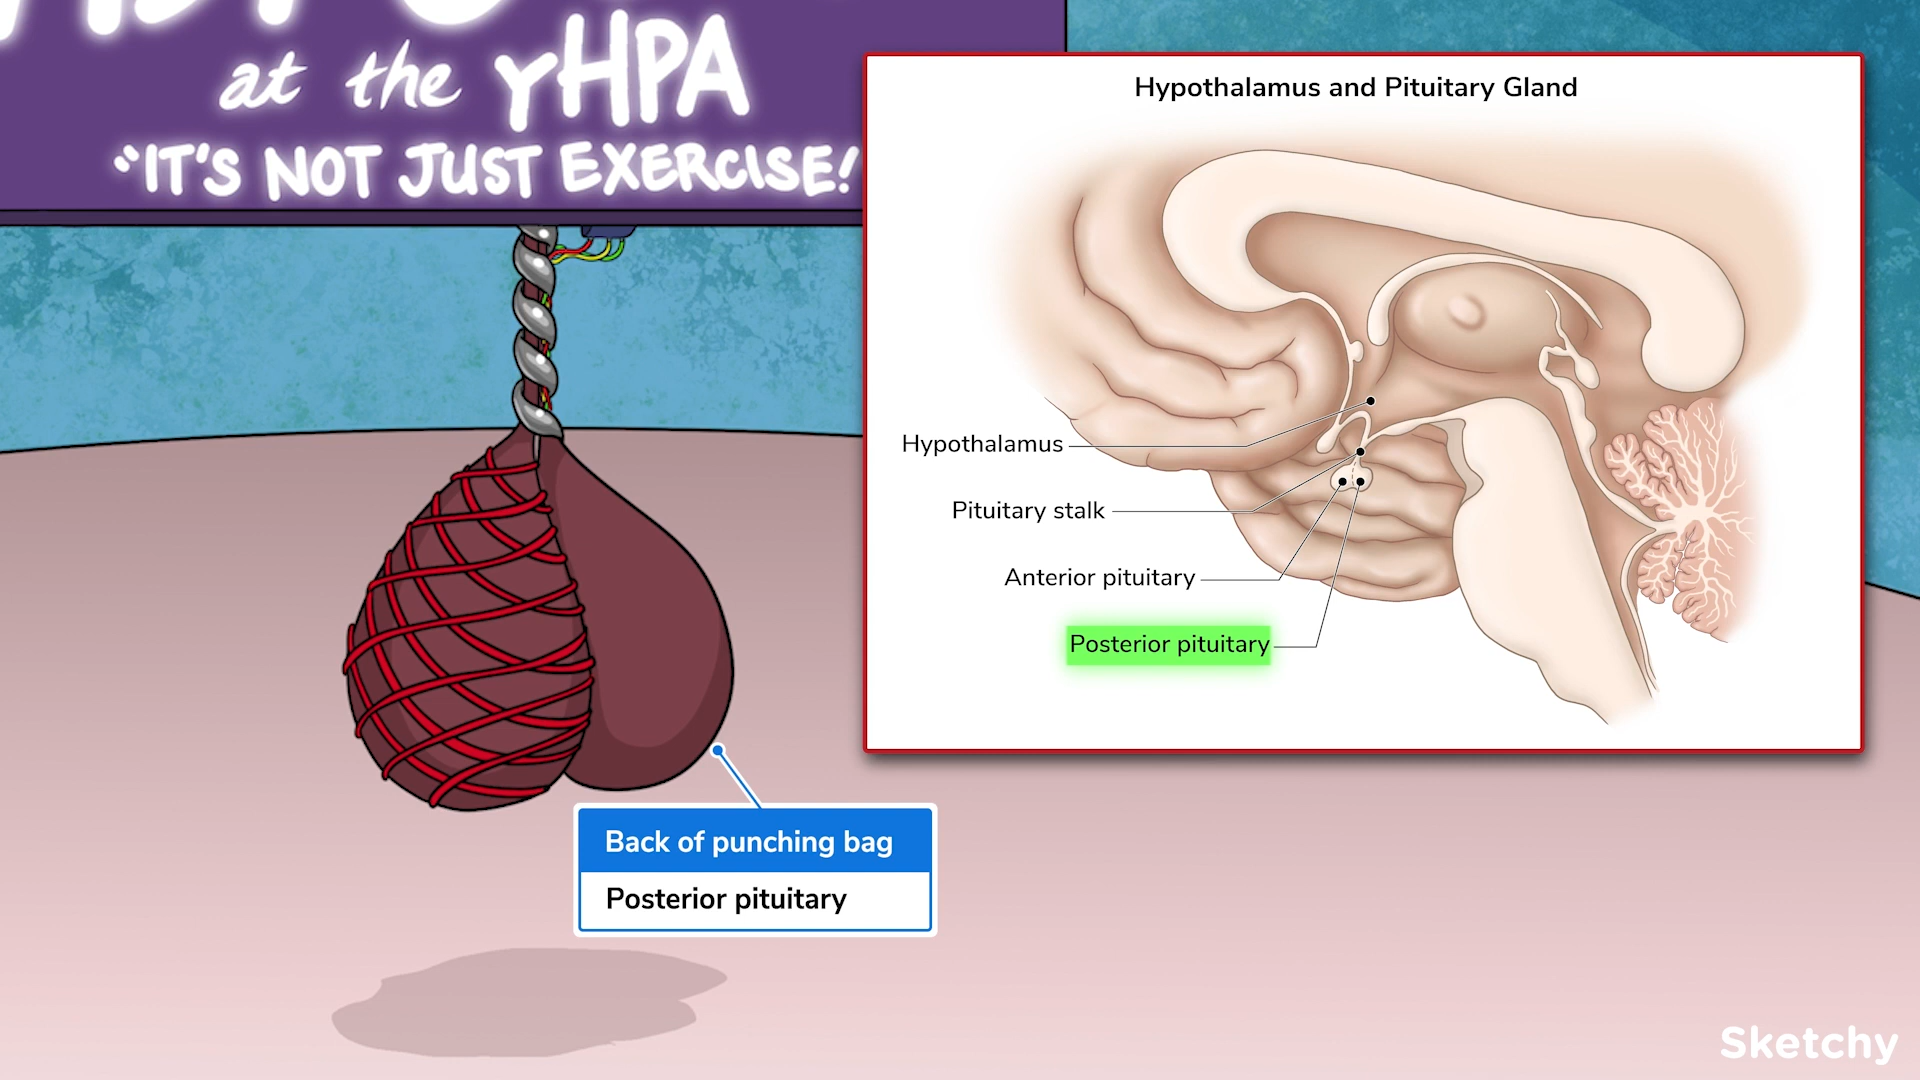 at the YHPA
"IT'S NOT JUST EXERCISE!
Hypothalamus and Pituitary Gland
Hypothalamus
Pituitary stalk
Anterior pituitary
Posterior pituitary
Back of punching bag
Posterior pituitary
Sketchy